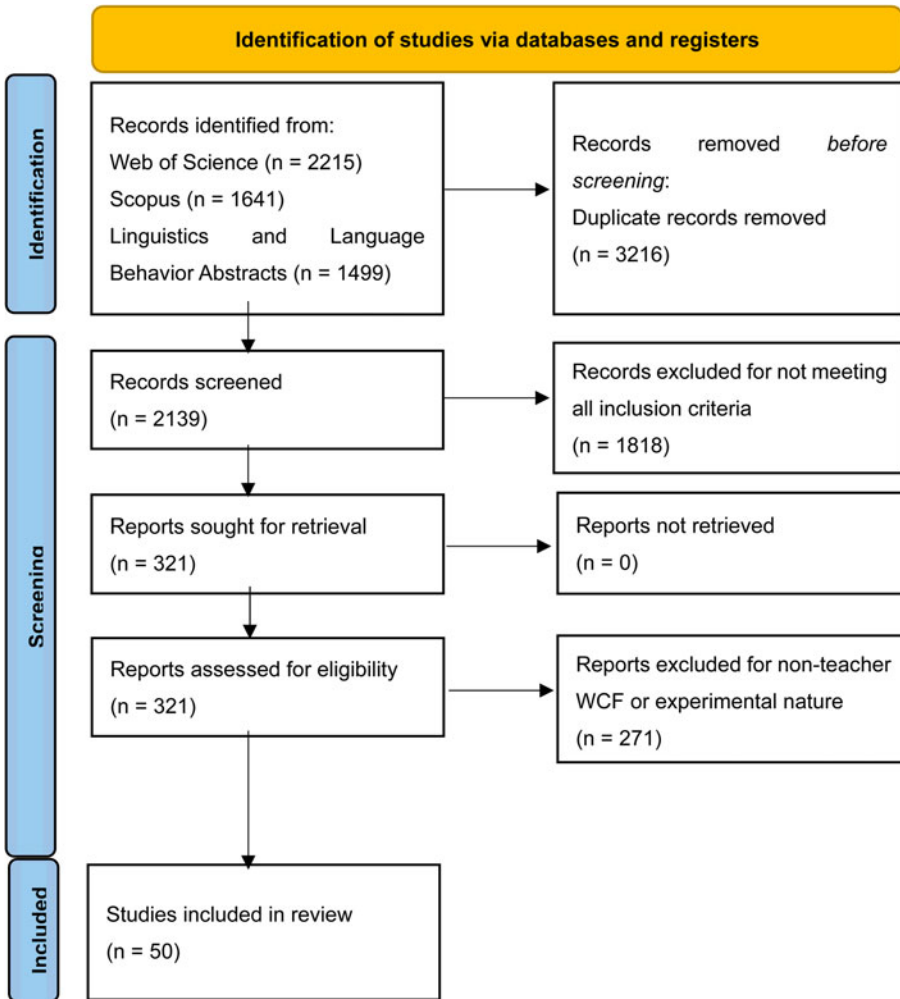 Identification of studies via databases and registers
Identification
Records identified from:
Web of Science (n = 2215)
Scopus (n = 1641)
Linguistics and Language
Behavior Abstracts (n = 1499)
Records removed before
screening:
Duplicate records removed
(n = 3216)
Screening
Records screened
(n = 2139)
Records excluded for not meeting
all inclusion criteria
(n = 1818)
Reports sought for retrieval
(n = 321)
Reports not retrieved
(n = 0)
Reports assessed for eligibility
(n = 321)
Reports excluded for non-teacher
WCF or experimental nature
(n = 271)
Included
Studies included in review
(n = 50)